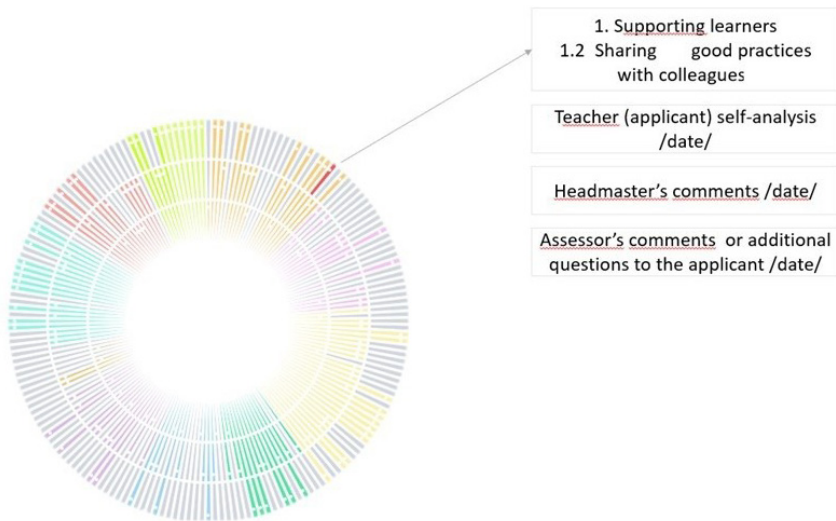 1. Supporting learners
1.2 Sharing good practices
with colleagues
Teacher (applicant) self-analysis
/date/
Headmaster's comments /date/
Assessor's comments or additional
questions to the applicant /date/